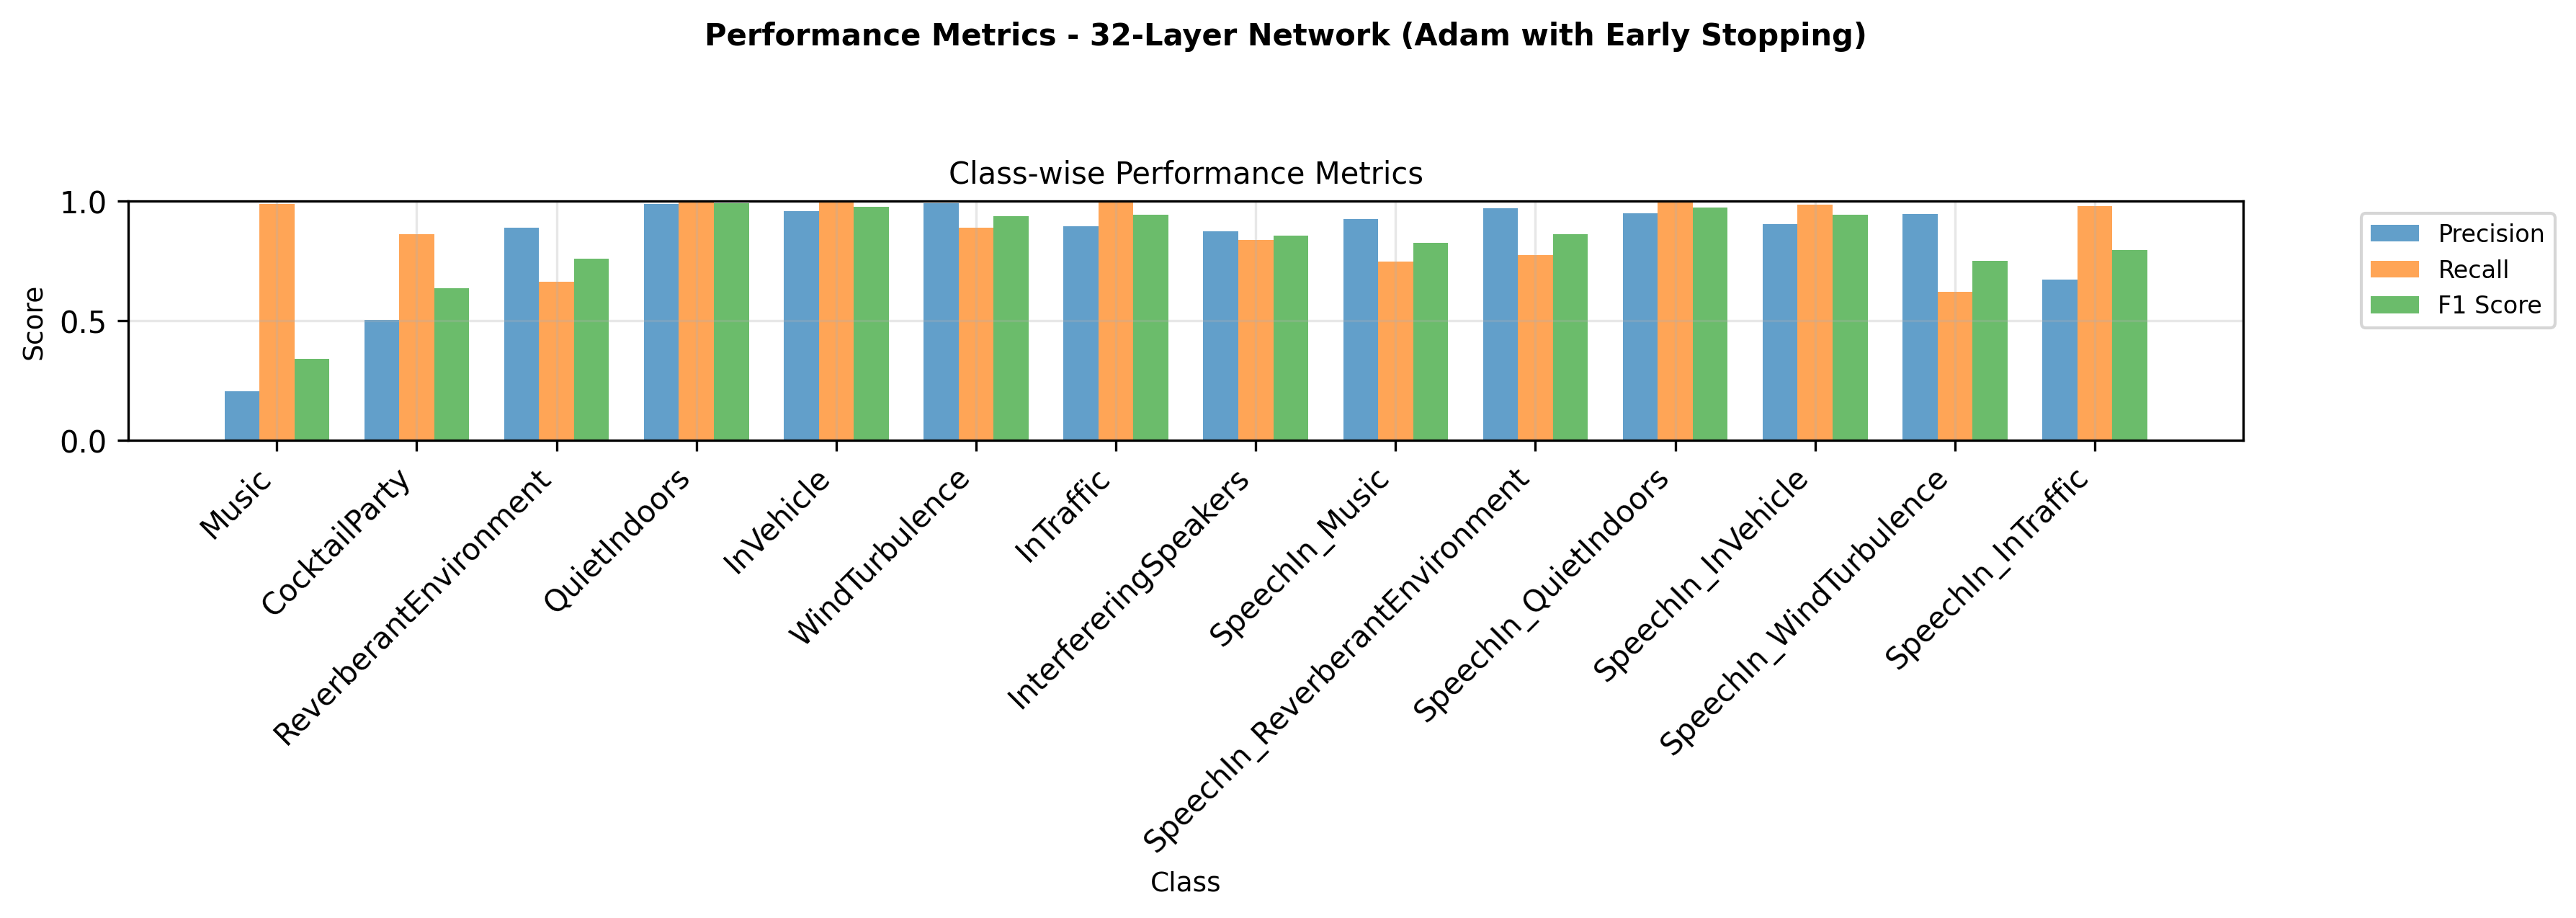 Performance Metrics - 32-Layer Network (Adam with Early Stopping)
Class-wise Performance Metrics
Score
1.0
0.5
0.0
Precision
Recall
F1 Score
Music
CocktailParty
ReverberantEnvironment
QuietIndoors
InVehicle
WindTurbulence
InTraffic
InterferingSpeakers
SpeechIn_Music
SpeechIn_ReverberantEnvironment
SpeechIn_QuietIndoors
SpeechIn_InVehicle
SpeechIn_WindTurbulence
SpeechIn_InTraffic
Class